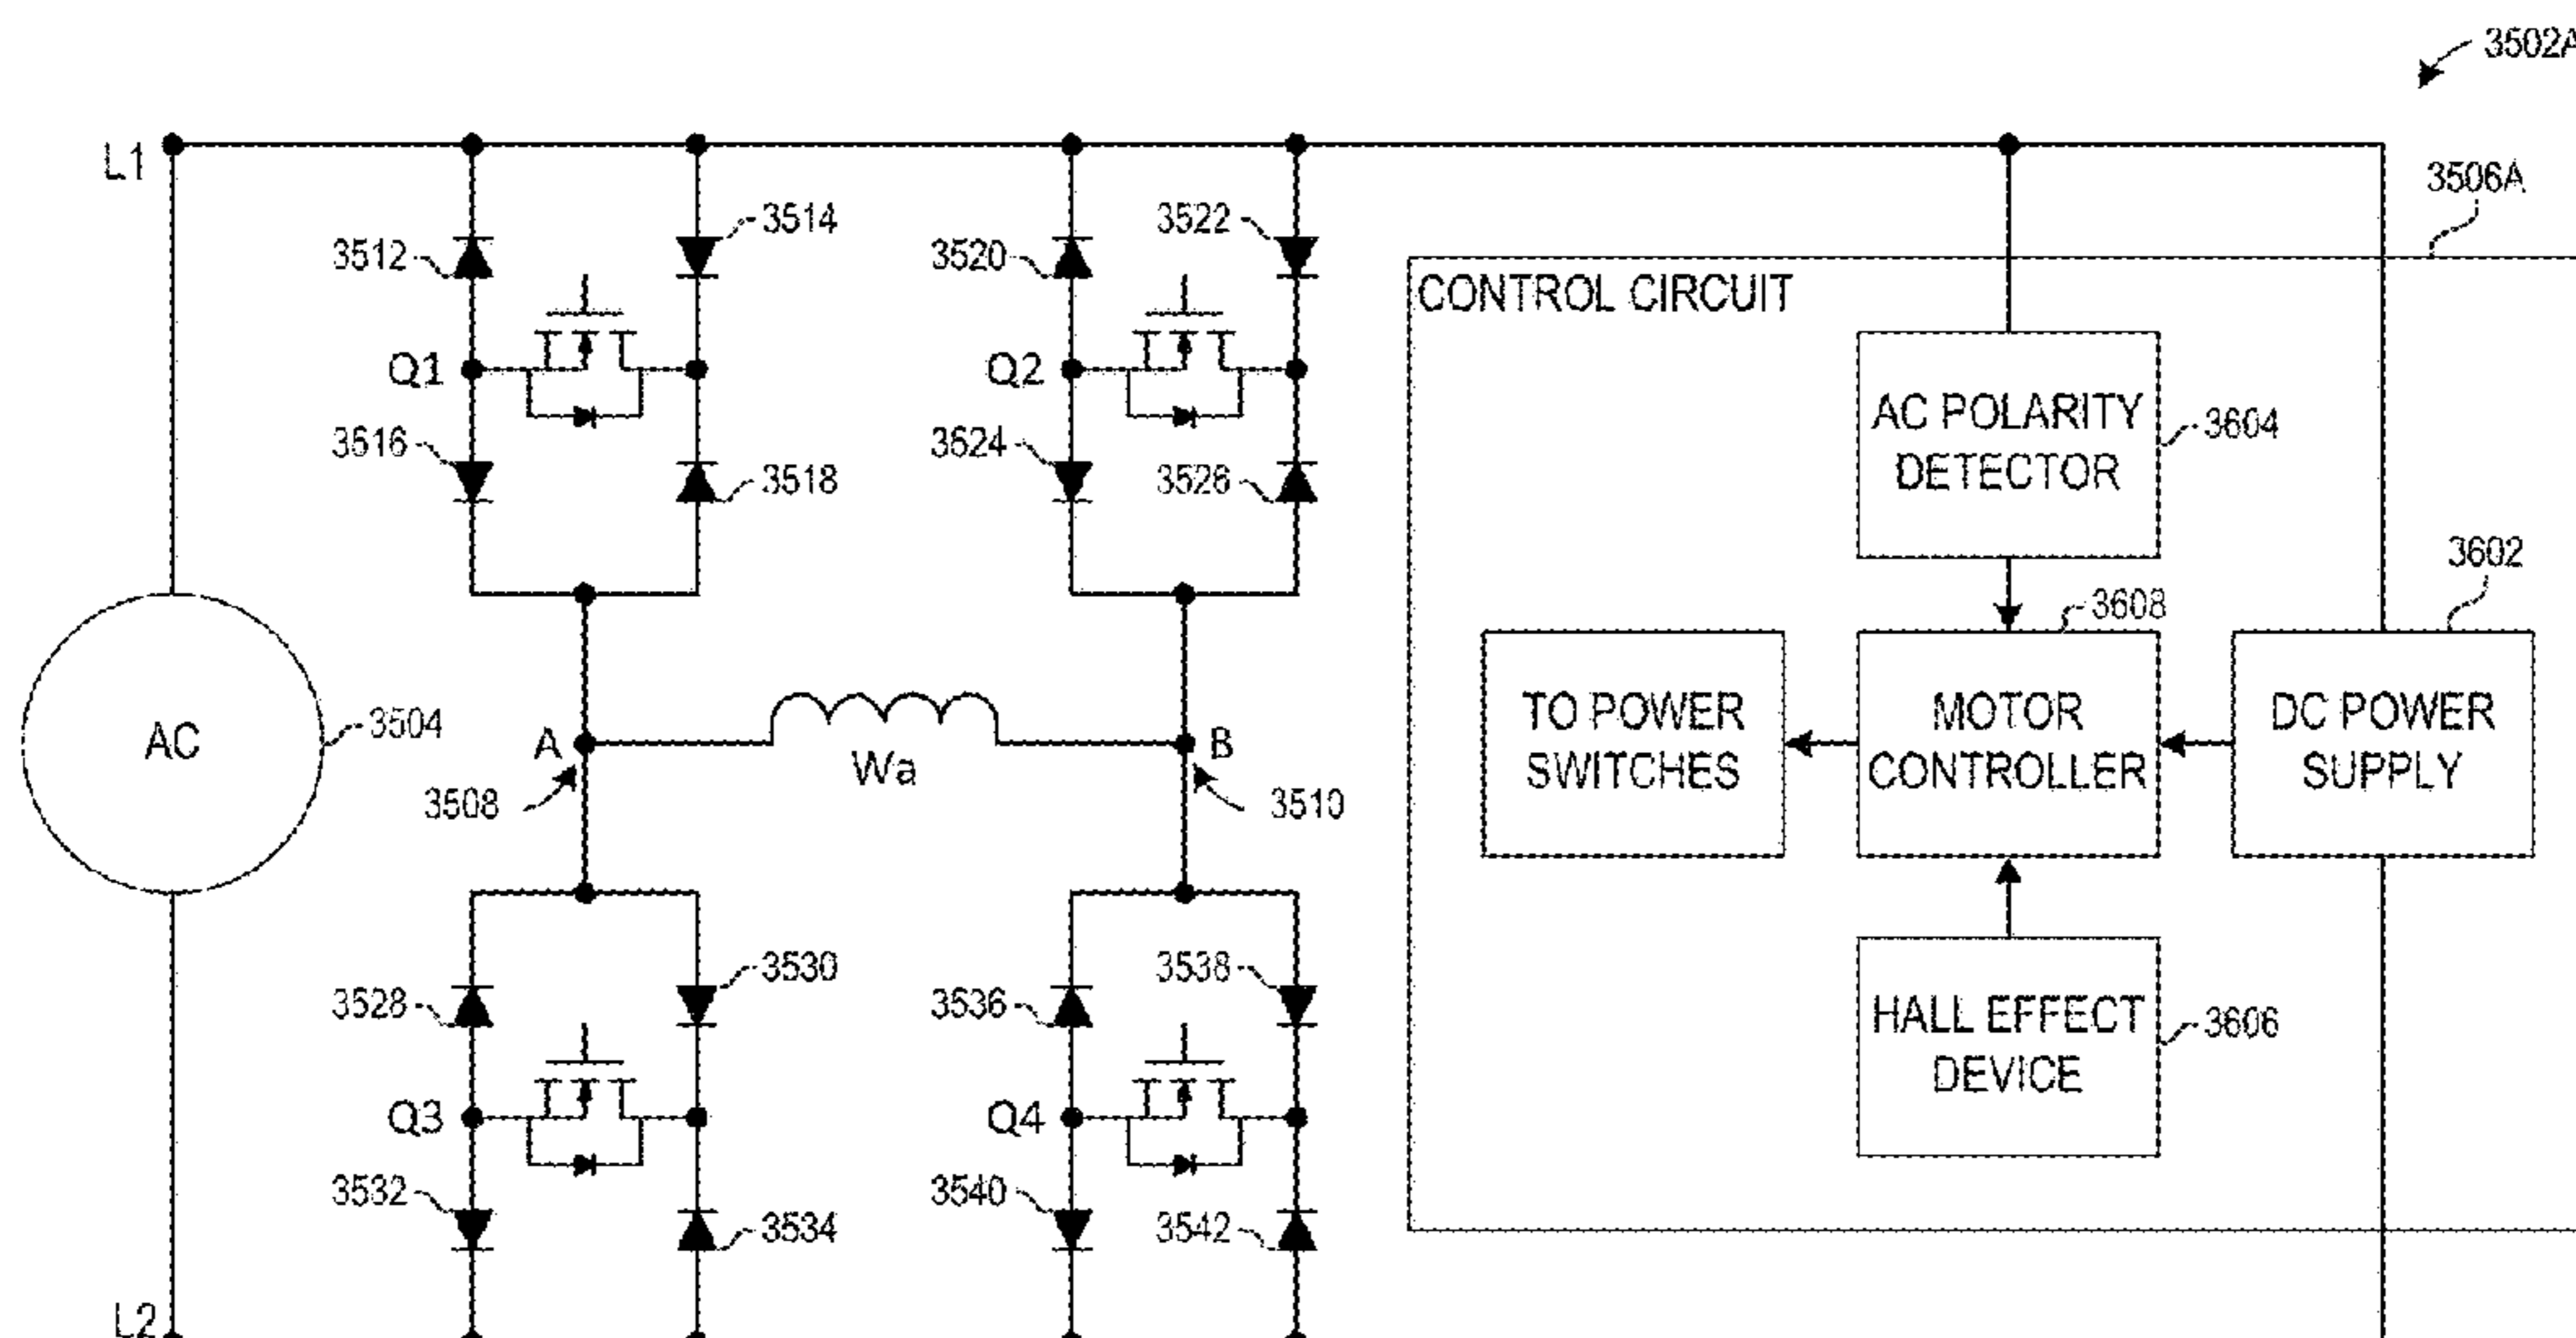 3502A
L1
3506A
3514
3522
3512
3520
CONTROL CIRCUIT
Q1
Q2
AC POLARITY
DETECTOR
3604
3516
3524
3518
3526
3602
3608
AC
3504
A
Wa
B
TO POWER
SWITCHES
MOTOR
CONTROLLER
DC POWER
SUPPLY
3508
3510
3530
3538
3528
3536
HALL EFFECT
DEVICE
3606
Q3
Q4
3532
3540
3534
3542
L2